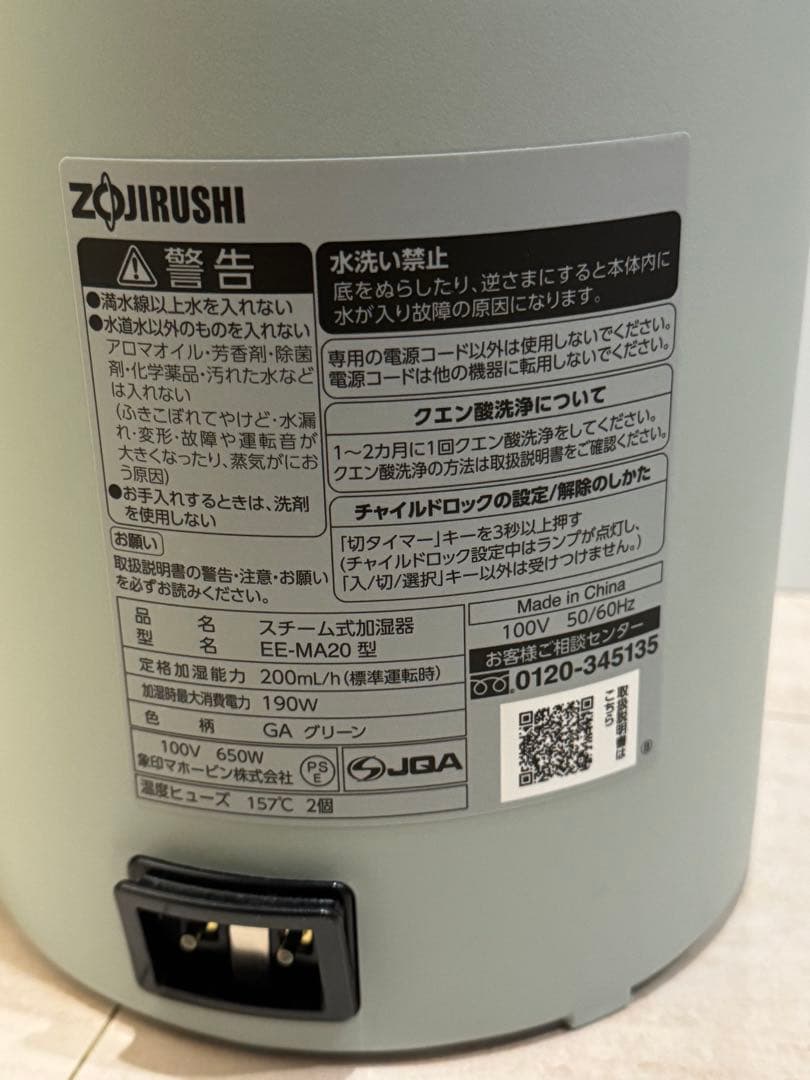 ZOJIRUSHI
警告
●満水線以上水を入れない
●水道水以外のものを入れない
アロマオイル・芳香剤・除菌
剤・化学薬品・汚れた水など
は入れない
(ふきこぼれてやけど・水漏
れ・変形・故障や運転音が
大きくなったり、蒸気がにお
う原因)
●お手入れするときは、洗剤
を使用しない
お願い
取扱説明書の警告・注意・お願い
を必ずお読みください。
水洗い禁止
底をぬらしたり、逆さまにすると本体内に
水が入り故障の原因になります。
専用の電源コード以外は使用しないでください。
電源コードは他の機器に転用しないでください。
クエン酸洗浄について
1～2カ月に1回クエン酸洗浄をしてください。
クエン酸洗浄の方法は取扱説明書をご確認ください。
チャイルドロックの設定/解除のしかた
「切タイマー」キーを3秒以上押す
(チャイルドロック設定中はランプが点灯し、
「入/切/選択」キー以外は受けつけません。)
品名 スチーム式加湿器
型名 EE-MA20 型
定格加湿能力 200mL/h(標準運転時)
加湿時最大消費電力 190W
色柄 GA グリーン
100V 650W
象印マホービン株式会社
PS
E
JQA
温度ヒューズ 157℃ 2個
Made in China
100V 50/60Hz
お客様ご相談センター
0120-345135
取扱説明書は
こちら